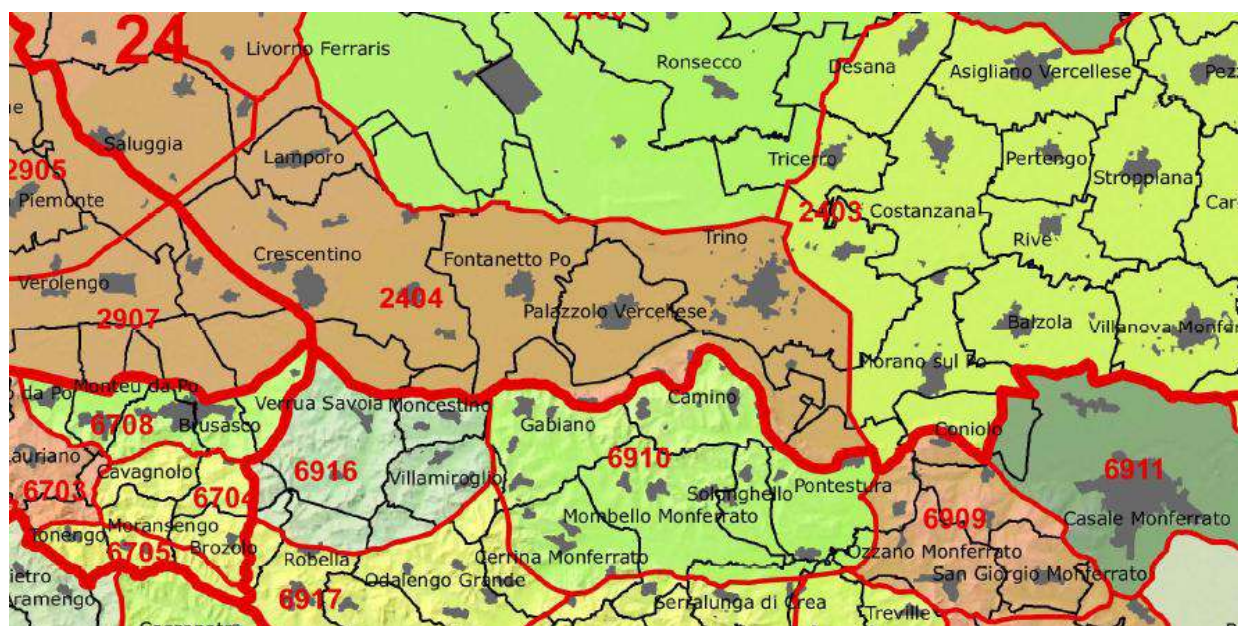 24
Livorno Ferraris
Ronsecco
Desana
Asigliano Vercellese
Saluggia
Lamporo
Tricerro
Pertengo
Stroppiana
2905
Piemonte
2403
Costanzana
Trino
Rive
Crescentino
Fontanetto Po
Verolengo
2404
Palazzolo Vercellese
2907
Balzola
Morano sul Po
Monteu da Po
da Po
Verrua Savoia
Moncestino
Camino
6708
Brusasco
Gabiano
Coniolo
Lauriano
Cavagnolo
6916
Villamiroglio
6910
Solonghello
Pontestura
6911
6703
6704
Mombello Monferrato
6909
Casale Monferrato
Tonengo
Moransengo
6705
Brozolo
Robella
Cerrina Monferrato
Ozzano Monferrato
Odalengo Grande
San Giorgio Monferrato
6917
Serralunga di Crea
Treville